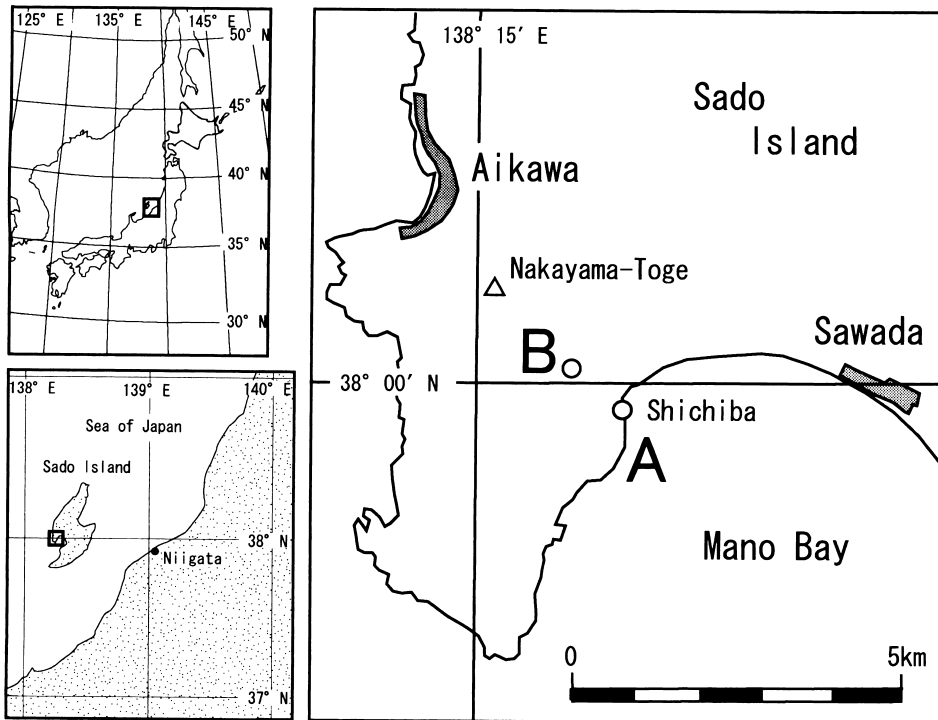 125° E
135° E
145° E
50° N
45° N
40° N
35° N
30° N
138° E
139° E
140° E
Sea of Japan
Sado Island
38° N
Niigata
37° N
138° 15′ E
Sado
Island
Aikawa
Nakayama-Toge
Sawada
B
38° 00′ N
Shichiba
A
Mano Bay
0
5km